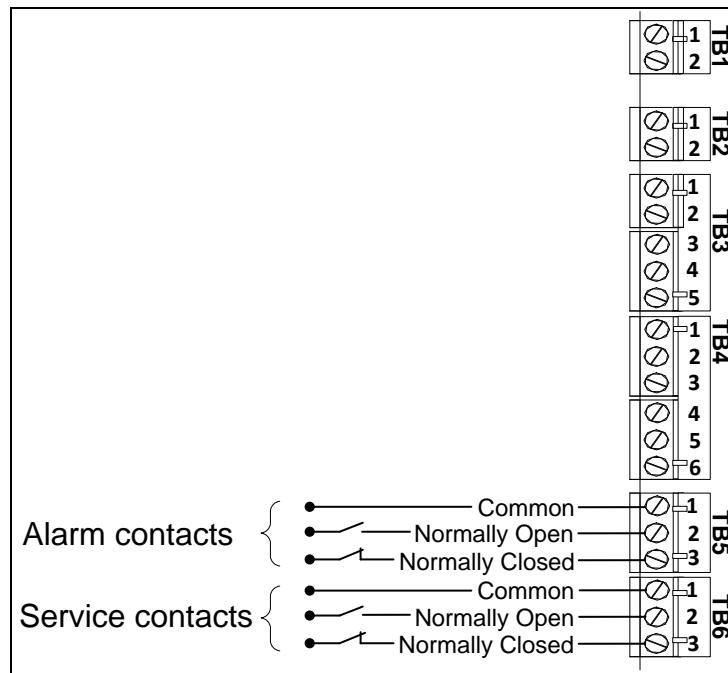 1
2
TB1
1
2
TB2
1
2
3
4
5
TB3
1
2
3
4
5
6
TB4
Alarm contacts
Common 1
Normally Open 2
Normally Closed 3
TB5
Service contacts
Common 1
Normally Open 2
Normally Closed 3
TB6